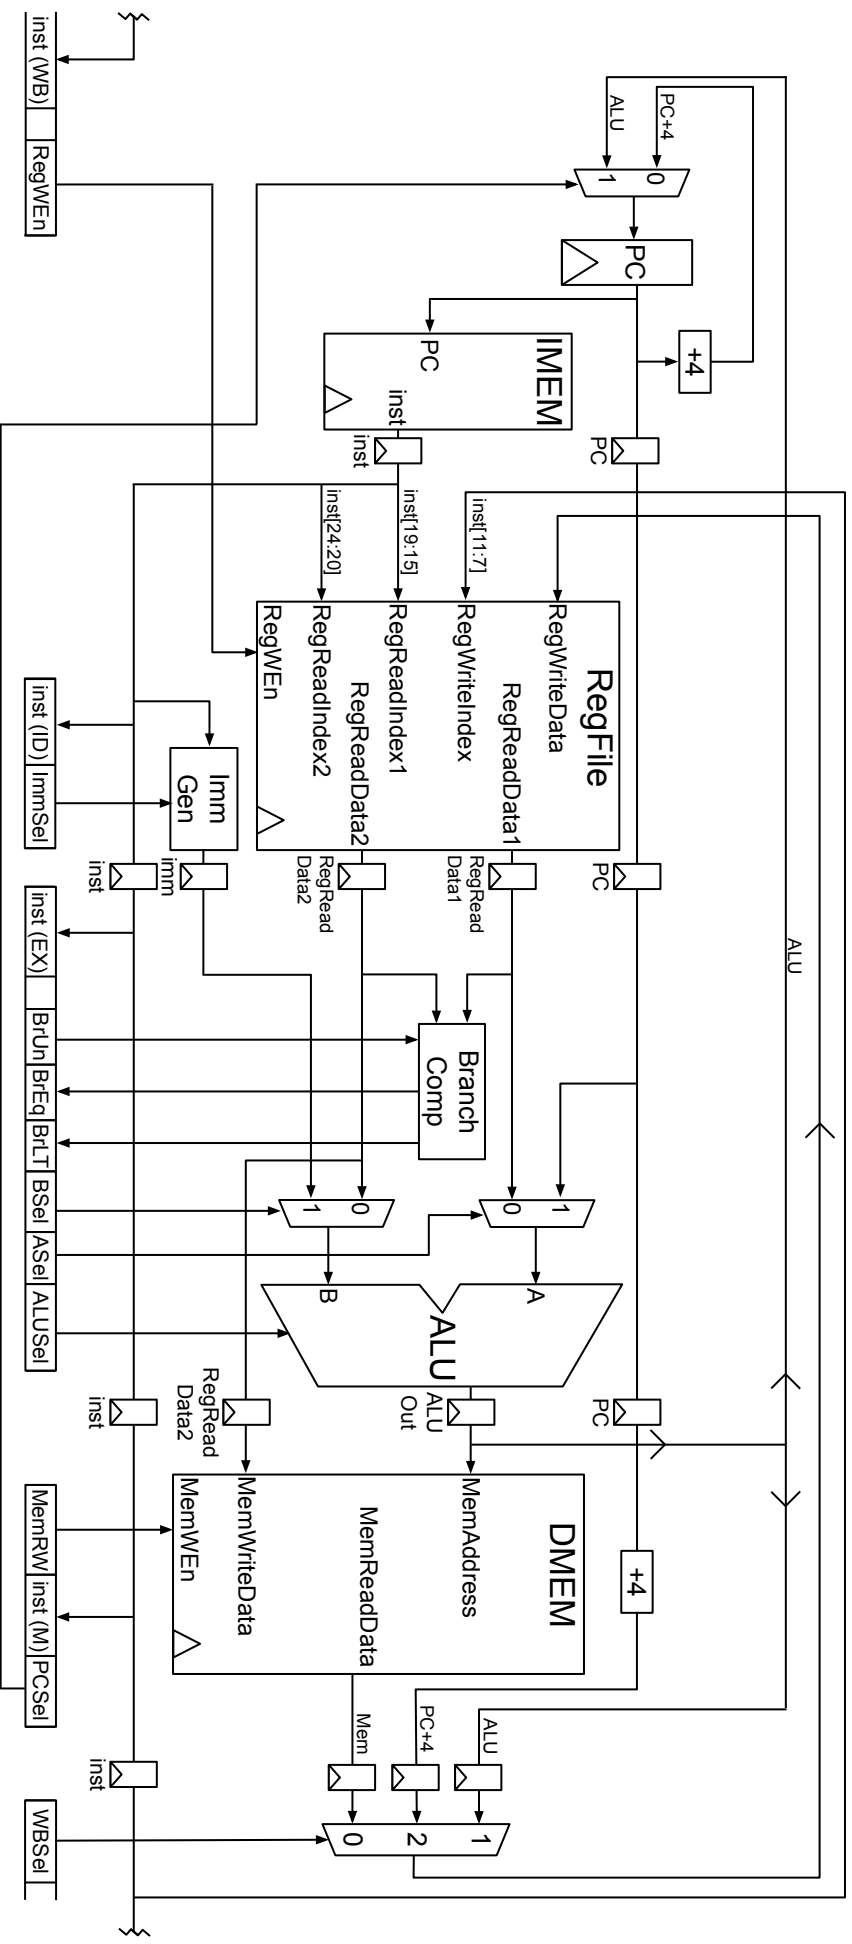 ALU
PC+4
0
1
PC
+4
IMEM
PC
inst
PC
inst
inst[11:7]
inst[19:15]
inst[24:20]
RegFile
RegWriteData
RegReadData1
RegWriteIndex
RegReadIndex1
RegReadData2
RegReadIndex2
RegWEn
Imm
Gen
PC
RegRead
Data1
RegRead
Data2
imm
inst
Branch
Comp
ALU
1
0
0
1
A
B
ALU
PC
ALU
Out
RegRead
Data2
inst
DMEM
MemAddress
MemReadData
MemWriteData
MemWEn
+4
ALU
PC+4
Mem
inst
1
2
0
inst (WB)
RegWEn
inst (ID)
ImmSel
inst (EX)
BrUn
BrEq
BrLT
BSel
ASel
ALUSel
MemRW
inst (M)
PCSel
WBSel